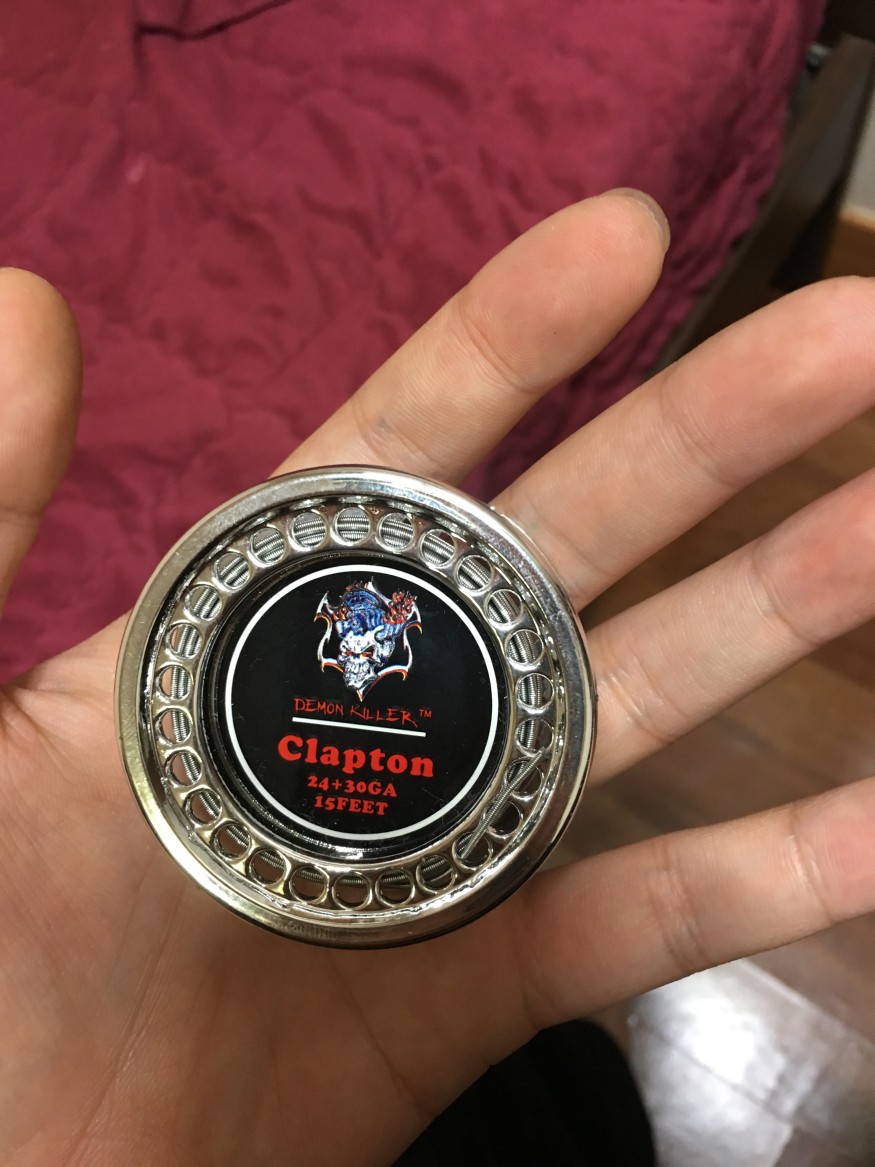 DEMON KILLER™
Clapton
24+30GA
15FEET